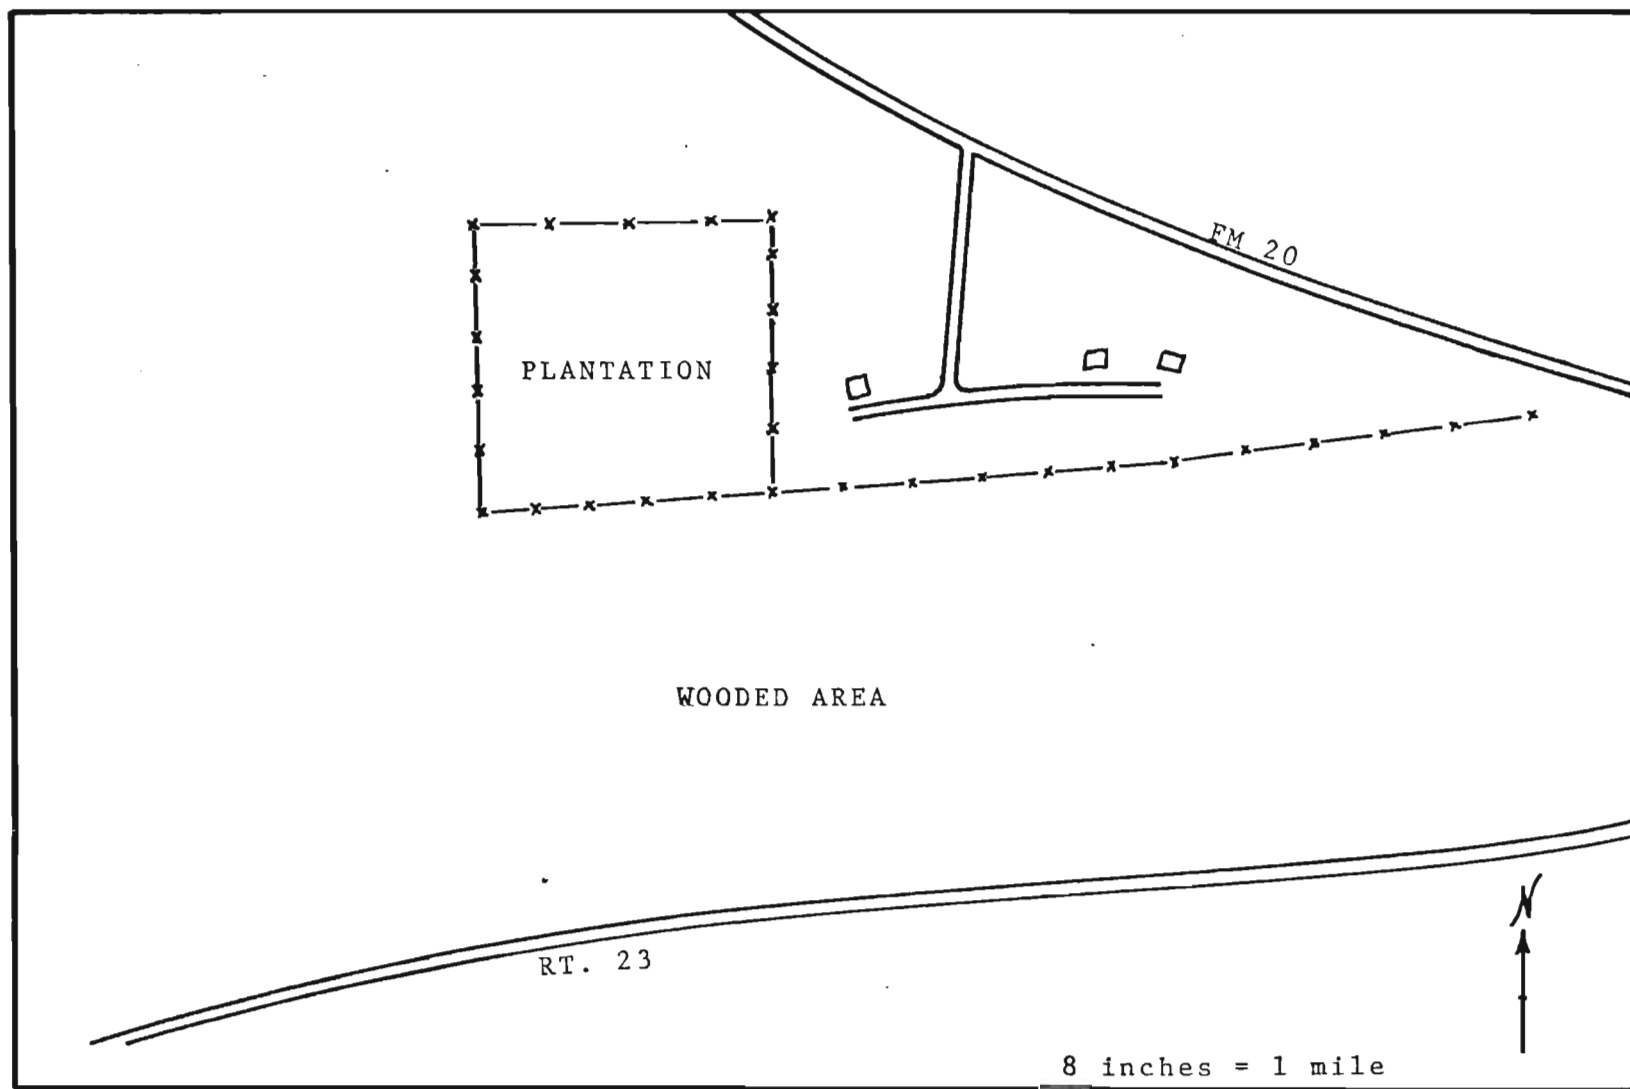 FM 20
PLANTATION
WOODED AREA
RT. 23
N
8 inches = 1 mile